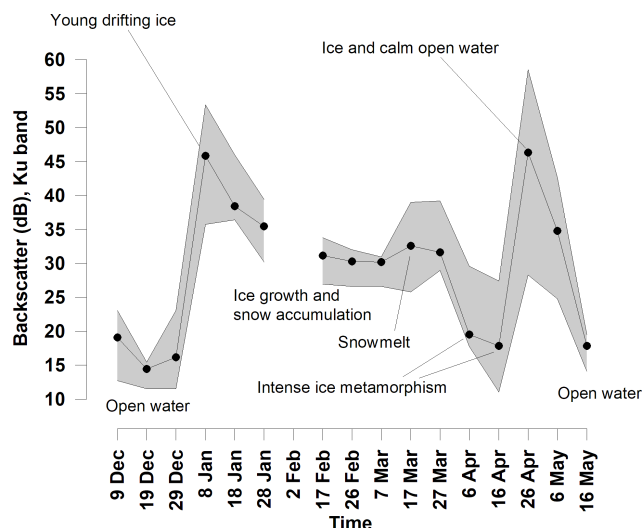 Young drifting ice
Ice and calm open water
60
55
50
45
40
35
30
25
20
15
10
Backscatter (dB), Ku band
Ice growth and
snow accumulation
Snowmelt
Intense ice metamorphism
Open water
Open water
9 Dec
19 Dec
29 Dec
8 Jan
18 Jan
28 Jan
2 Feb
17 Feb
26 Feb
7 Mar
17 Mar
27 Mar
6 Apr
16 Apr
26 Apr
6 May
16 May
Time